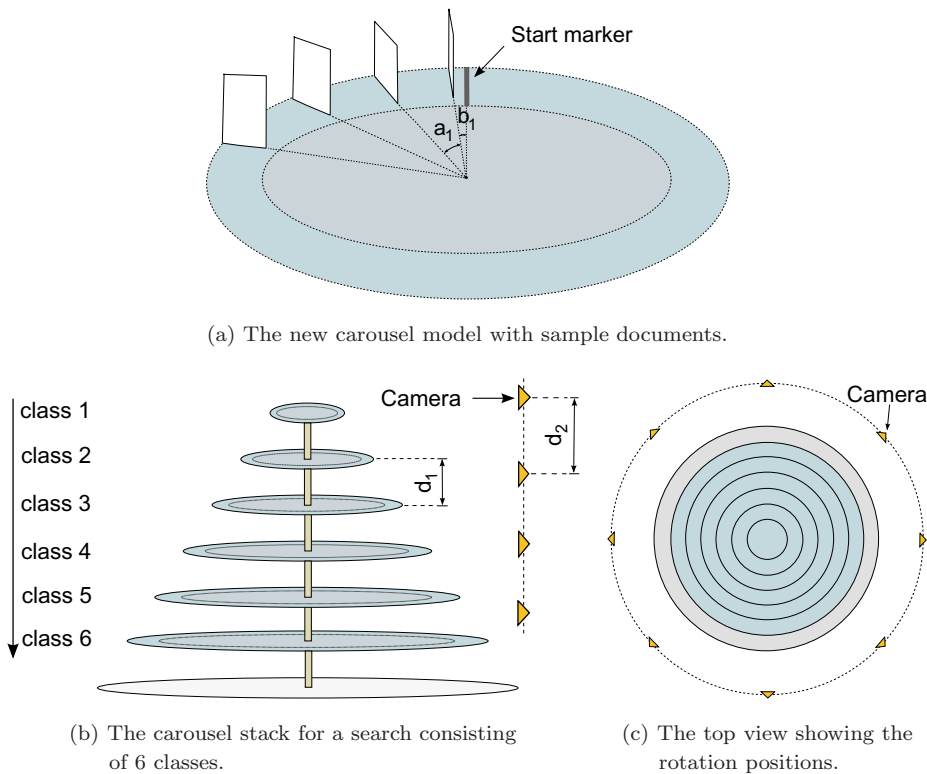 Start marker
a1
b1
(a) The new carousel model with sample documents.
class 1
class 2
class 3
class 4
class 5
class 6
d1
Camera
d2
(b) The carousel stack for a search consisting
of 6 classes.
Camera
(c) The top view showing the
rotation positions.